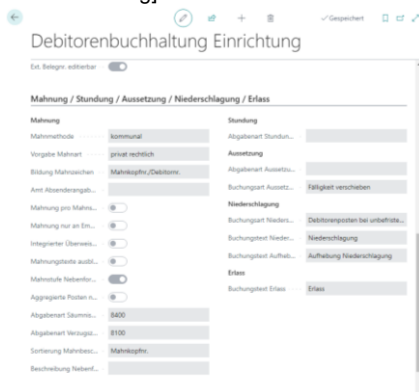 Gespeichert
Debitorenbuchhaltung Einrichtung
Ext. Belegnr. editierbar
Mahnung / Stundung / Aussetzung / Niederschlagung / Erlass
Mahnung
Mahnmethode kommunal
Vorgabe Mahnart privat rechtlich
Bildung Mahnzeichen Mahnkopfnr./Debitornr.
Amt Absenderangab...
Mahnung pro Mahns...
Mahnung nur an Em...
Integrierter Überweis...
Mahnungstexte ausbl...
Mahnstufe Nebenfor...
Aggregierte Posten n...
Abgabenart Säumnis... 8400
Abgabenart Verzugsz... 8100
Sortierung Mahnbesc... Mahnkopfnr.
Beschreibung Nebenf...
Stundung
Abgabenart Stundun...
Aussetzung
Abgabenart Aussetzu...
Buchungsart Aussetz... Fälligkeit verschieben
Niederschlagung
Buchungsart Nieders... Debitorenposten bei unbefriste...
Buchungstext Nieders... Niederschlagung
Buchungstext Aufheb... Aufhebung Niederschlagung
Erlass
Buchungstext Erlass Erlass